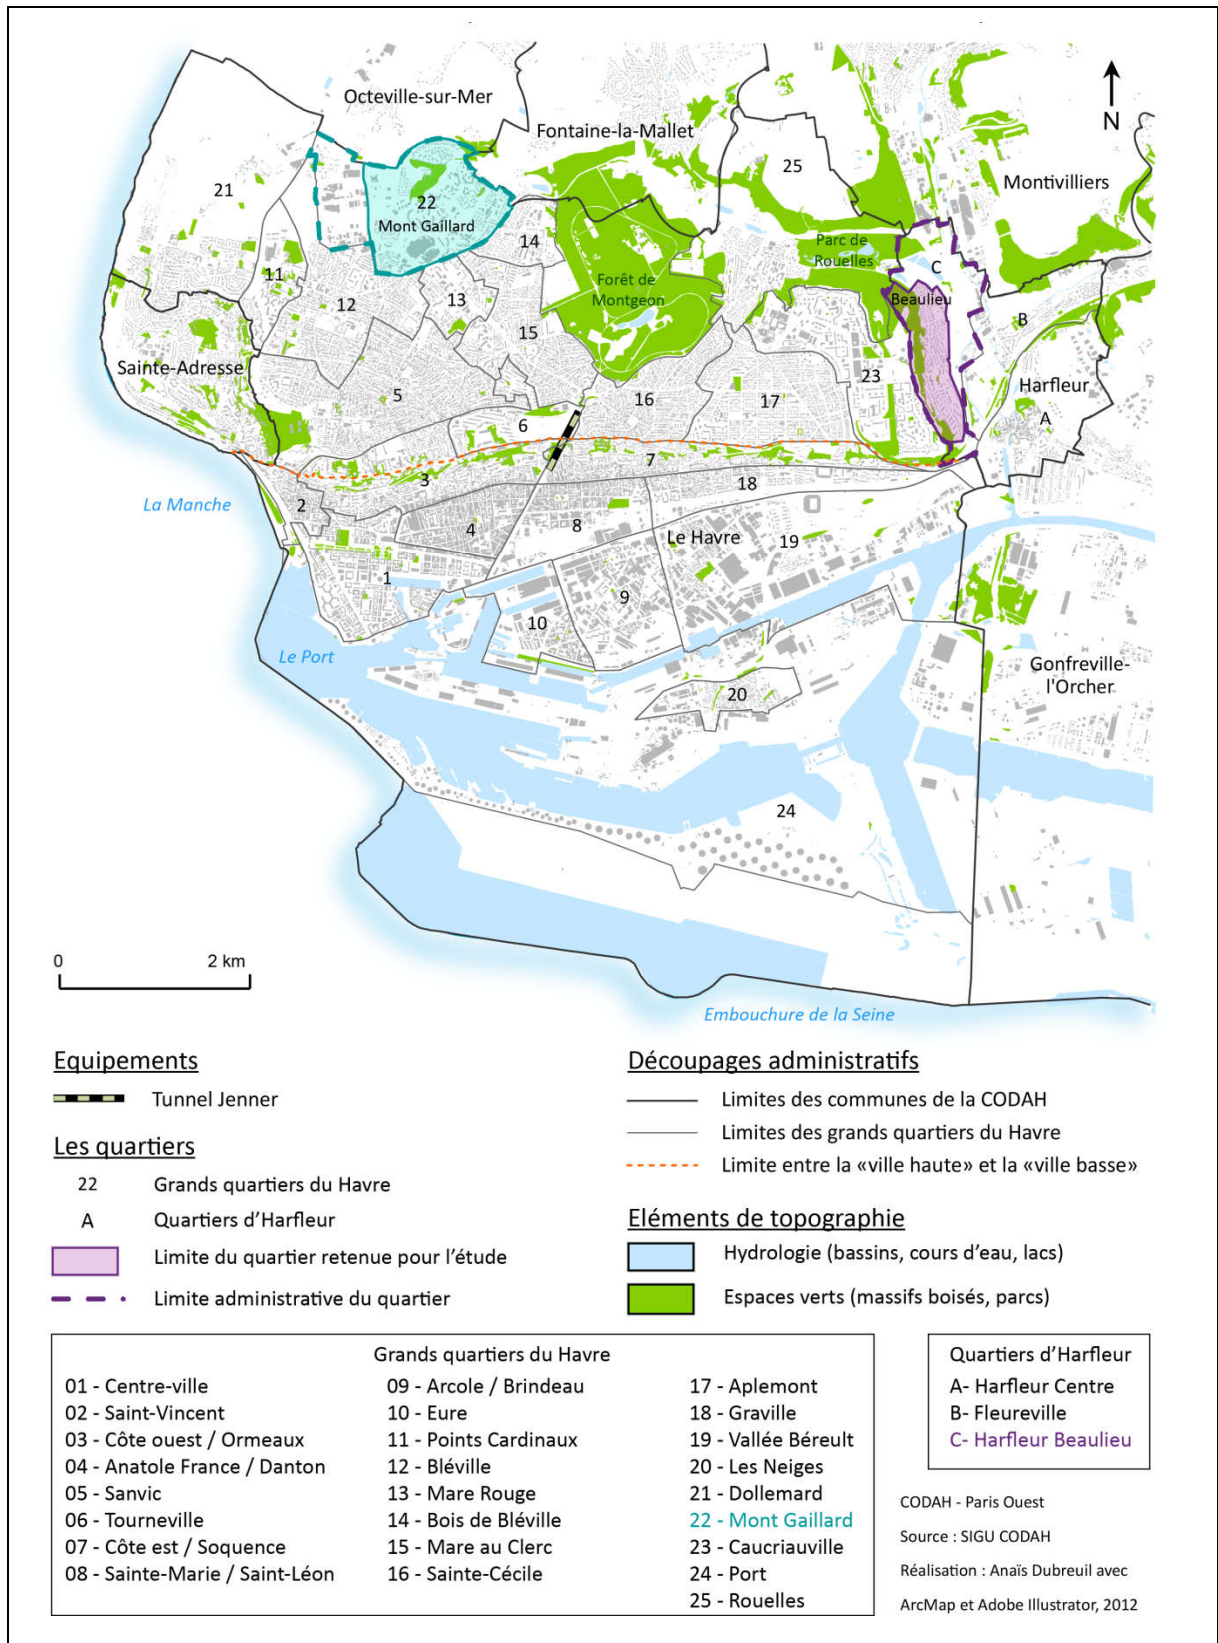 Octeville-sur-Mer
Fontaine-la-Mallet
N
25
Montivilliers
21
22
Mont Gaillard
14
Parc de
Rouelles
C
11
Forêt de
Montgeon
Beaulieu
12
13
B
15
Sainte-Adresse
23
Harfleur
5
16
17
A
6
7
3
18
La Manche
2
4
8
Le Havre
19
1
9
10
Le Port
Gonfreville-
l'Orcher
20
24
0
2 km
Embouchure de la Seine
Equipements
Tunnel Jenner
Les quartiers
22
Grands quartiers du Havre
A
Quartiers d'Harfleur
Limite du quartier retenue pour l'étude
Limite administrative du quartier
Découpages administratifs
Limites des communes de la CODAH
Limites des grands quartiers du Havre
Limite entre la «ville haute» et la «ville basse»
Eléments de topographie
Hydrologie (bassins, cours d'eau, lacs)
Espaces verts (massifs boisés, parcs)
Grands quartiers du Havre
01 - Centre-ville
02 - Saint-Vincent
03 - Côte ouest / Ormeaux
04 - Anatole France / Danton
05 - Sanvic
06 - Tourneville
07 - Côte est / Soquence
08 - Sainte-Marie / Saint-Léon
09 - Arcole / Brindeau
10 - Eure
11 - Points Cardinaux
12 - Bléville
13 - Mare Rouge
14 - Bois de Bléville
15 - Mare au Clerc
16 - Sainte-Cécile
17 - Aplemont
18 - Graville
19 - Vallée Béreult
20 - Les Neiges
21 - Dollemard
22 - Mont Gaillard
23 - Caucriauville
24 - Port
25 - Rouelles
Quartiers d'Harfleur
A- Harfleur Centre
B- Fleureville
C- Harfleur Beaulieu
CODAH - Paris Ouest
Source : SIGU CODAH
Réalisation : Anaïs Dubreuil avec
ArcMap et Adobe Illustrator, 2012